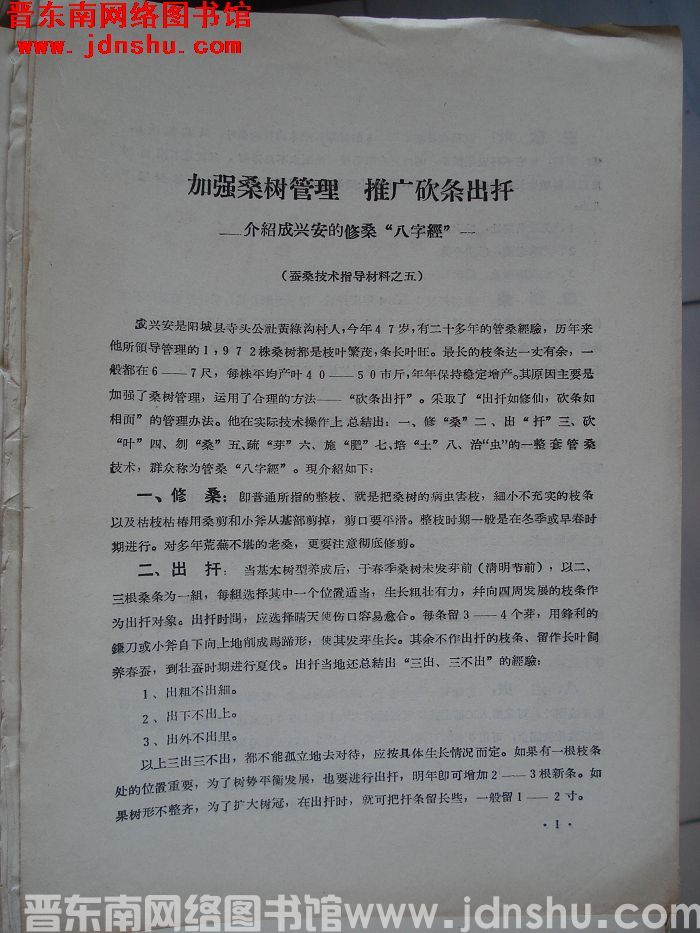 晋东南网络图书馆
www.jdnshu.com
加强桑树管理 推广砍条出扦
——介紹成兴安的修桑“八字經”—
（蚕桑技术指导材料之五）
成兴安是阳城县寺头公社黄綠沟村人，今年４７岁，有二十多年的管桑經驗，历年来
他所領导管理的１，９７２株桑树都是枝叶繁茂，条长叶旺。最长的枝条达一丈有余，一
般都在６——７尺，每株平均产叶４０——５０市斤，年年保持稳定增产。其原因主要是
加强了桑树管理，运用了合理的方法——“砍条出扦”。采取了“出扦如修仙，砍条如
相面”的管理办法。他在实际技术操作上总結出：一、修“桑”二、出“扦”三、砍
“叶”四、刨“桑”五、疏“芽”六、施“肥”七、培“土”八、治“虫”的一整套管桑
技术，群众称为管桑“八字經”。現介紹如下：
一、修　桑：卽普通所指的整枝、就是把桑树的病虫害枝，細小不充实的枝条
以及枯枝枯樁用桑剪和小斧从基部剪掉，剪口要平滑。整枝时期一般是在冬季或早春时
期进行。对多年荒蕪不堪的老桑，更要注意彻底修剪。
二、出　扦：当基本树型养成后，于春季桑树未发芽前（清明节前），以二、
三根桑条为一組，每組选择其中一个位置适当，生长粗壮有力，幷向四周发展的枝条作
为出扦对象。出扦时間，应选择晴天使伤口容易愈合。每条留３——４个芽，用鋒利的
鐮刀或小斧自下向上地削成馬蹄形，使其发芽生长。其余不作出扦的枝条、留作长叶飼
养春蚕，到壮蚕时期进行夏伐。出扦当地还总結出“三出、三不出”的經驗：
１、出粗不出細。
２、出下不出上。
３、出外不出里。
以上三出三不出，都不能孤立地去对待，应按具体生长情况而定。如果有一根枝条
处的位置重要，为了树势平衡发展，也要进行出扦，明年卽可增加２——３根新条。如
果树形不整齐，为了扩大树冠，在出扦时，就可把扦条留长些，一般留１——２寸。
·１·
晋东南网络图书馆 www.jdnshu.com